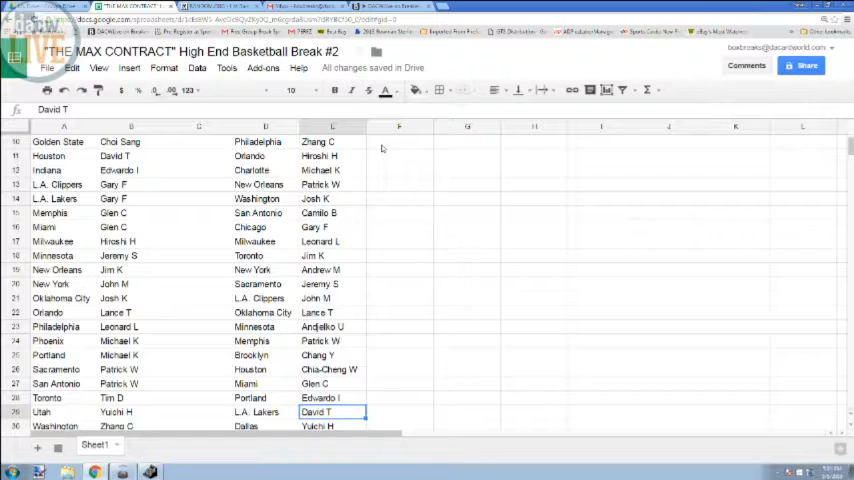 "THE MAX CONTRACT" High End Basketball Break #2
boxbreaks@dacardworld.com
File Edit View Insert Format Data Tools Add-ons Help All changes saved in Drive
Comments Share
$ % .0 .00 123 10 B I S A
fx David T
A B C D E F G H I J K L
10 Golden State Choi Sang Philadelphia Zhang C
11 Houston David T Orlando Hiroshi H
12 Indiana Edwardo I Charlotte Michael K
13 L.A. Clippers Gary F New Orleans Patrick W
14 L.A. Lakers Gary F Washington Josh K
15 Memphis Glen C San Antonio Camilo B
16 Miami Glen C Chicago Gary F
17 Milwaukee Hiroshi H Milwaukee Leonard L
18 Minnesota Jeremy S Toronto Jim K
19 New Orleans Jim K New York Andrew M
20 New York John M Sacramento Jeremy S
21 Oklahoma City Josh K L.A. Clippers John M
22 Orlando Lance T Oklahoma City Lance T
23 Philadelphia Leonard L Minnesota Andjelko U
24 Phoenix Michael K Memphis Patrick W
25 Portland Michael K Brooklyn Chang Y
26 Sacramento Patrick W Houston Chia-Cheng W
27 San Antonio Patrick W Miami Glen C
28 Toronto Tim D Portland Edwardo I
29 Utah Yuichi H L.A. Lakers David T
30 Washington Zhang C Dallas Yuichi H
Sheet1